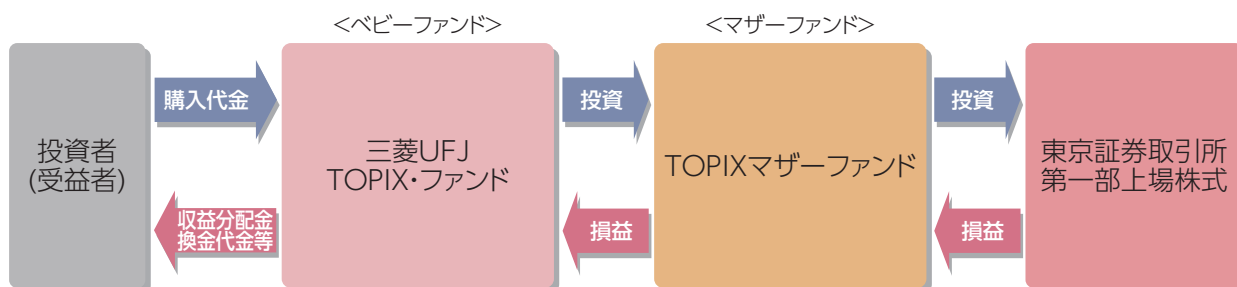 <ベビーファンド>
<マザーファンド>
購入代金
投資
投資
投資者
(受益者)
三菱UFJ
TOPIX・ファンド
TOPIXマザーファンド
東京証券取引所
第一部上場株式
収益分配金
換金代金等
損益
損益